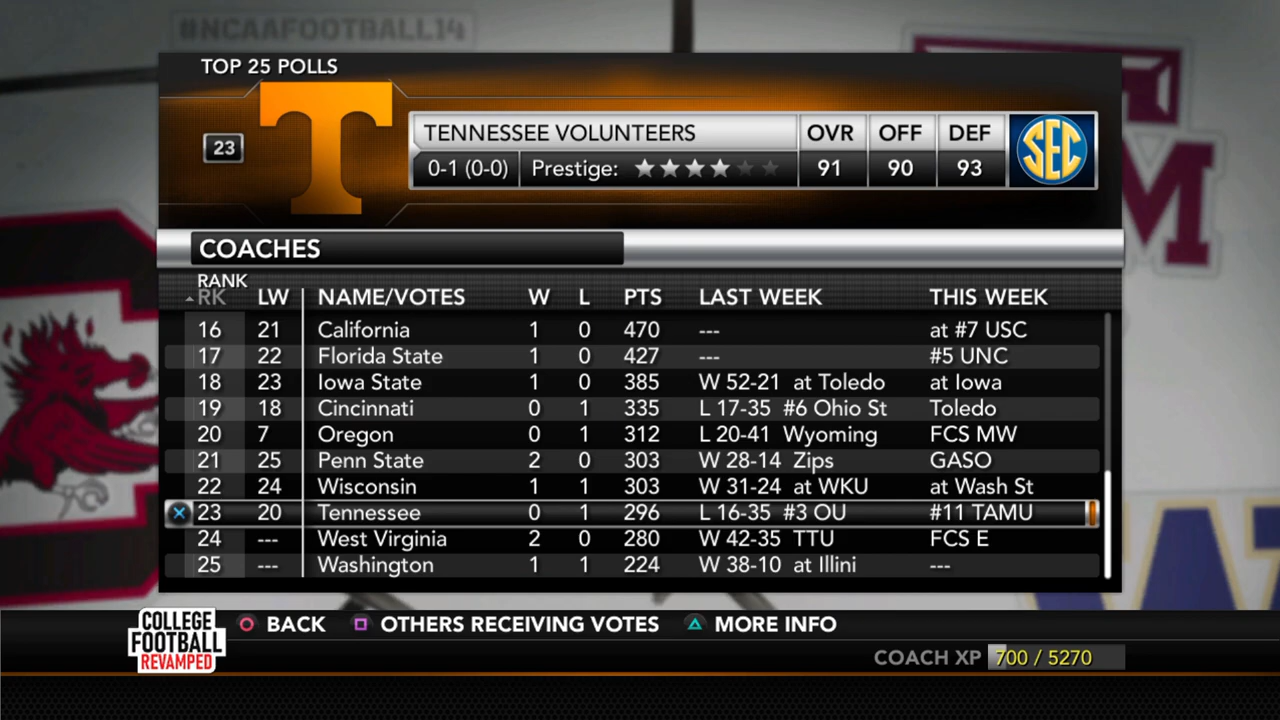 #NCAAFOOTBALL14
TOP 25 POLLS
23
T
TENNESSEE VOLUNTEERS OVR OFF DEF
0-1 (0-0) Prestige: 91 90 93
SEC
COACHES
RANK
RK LW NAME/VOTES W L PTS LAST WEEK THIS WEEK
16 21 California 1 0 470 --- at #7 USC
17 22 Florida State 1 0 427 --- #5 UNC
18 23 Iowa State 1 0 385 W 52-21 at Toledo at Iowa
19 18 Cincinnati 0 1 335 L 17-35 #6 Ohio St Toledo
20 7 Oregon 0 1 312 L 20-41 Wyoming FCS MW
21 25 Penn State 2 0 303 W 28-14 Zips GASO
22 24 Wisconsin 1 1 303 W 31-24 at WKU at Wash St
23 20 Tennessee 0 1 296 L 16-35 #3 OU #11 TAMU
24 --- West Virginia 2 0 280 W 42-35 TTU FCS E
25 --- Washington 1 1 224 W 38-10 at Illini ---
COLLEGE
FOOTBALL
REVAMPED
BACK OTHERS RECEIVING VOTES MORE INFO
COACH XP 700 / 5270